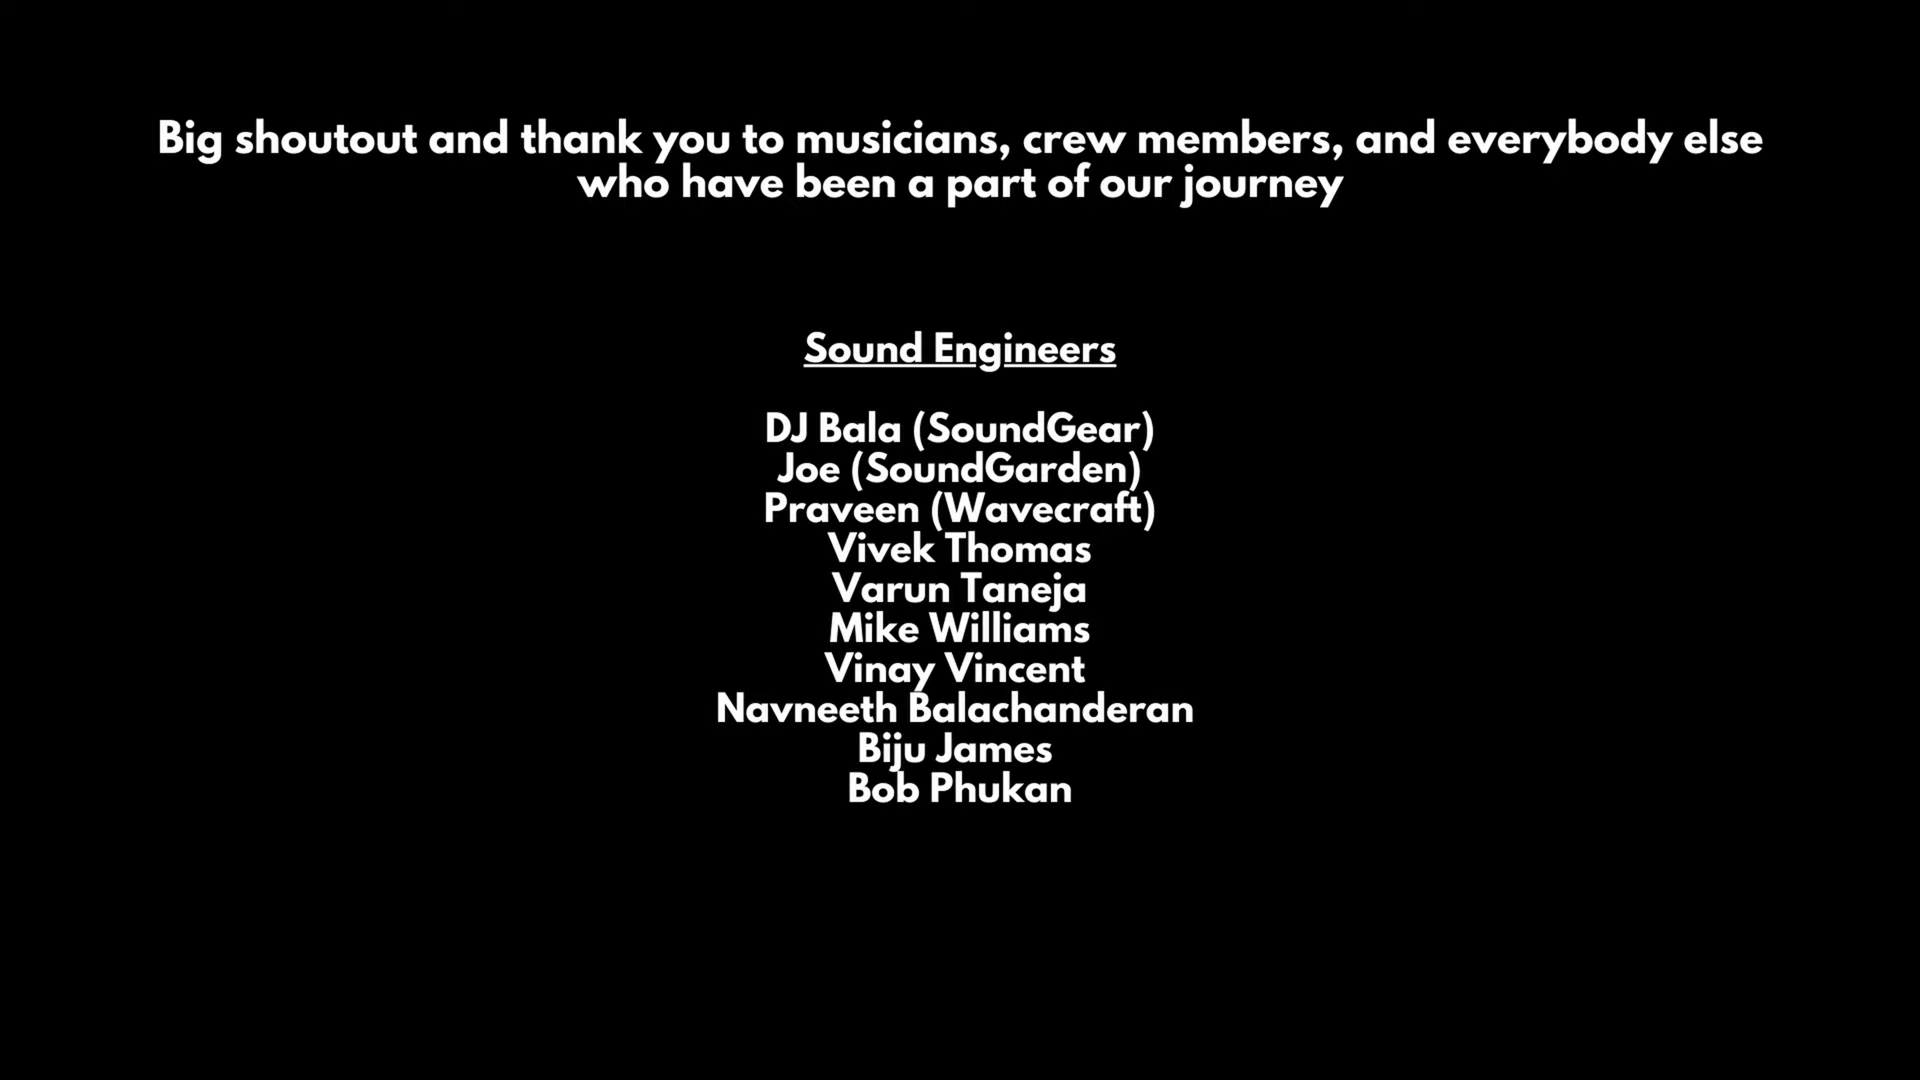 Big shoutout and thank you to musicians, crew members, and everybody else
who have been a part of our journey
Sound Engineers
DJ Bala (SoundGear)
Joe (SoundGarden)
Praveen (Wavecraft)
Vivek Thomas
Varun Taneja
Mike Williams
Vinay Vincent
Navneeth Balachanderan
Biju James
Bob Phukan